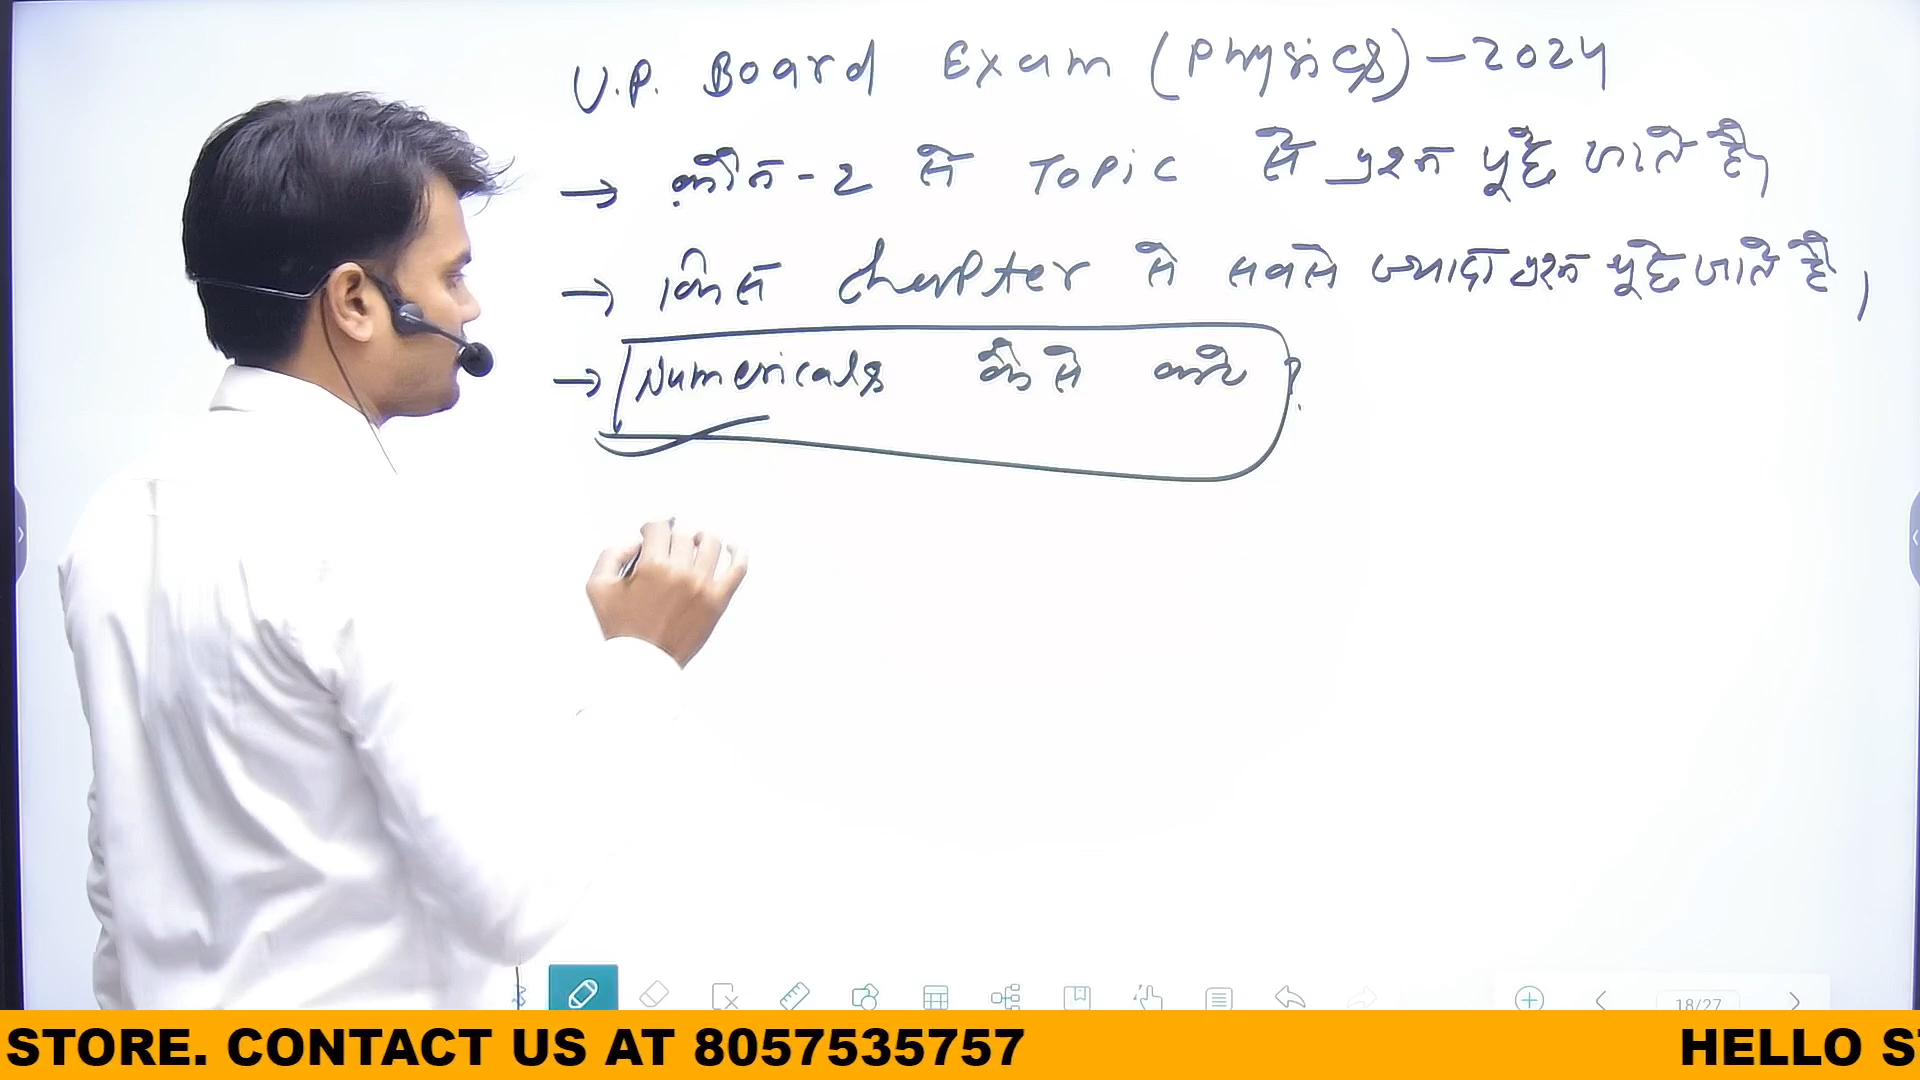 U.P. Board Exam (Physics) - 2024
→ कौन-2 से Topic से प्रश्न पूछे जाते है।
→ किस Chapter से सबसे ज्यादा प्रश्न पूछे जाते है।
→ Numericals कैसे करे ?
18/27
STORE. CONTACT US AT 8057535757 HELLO S